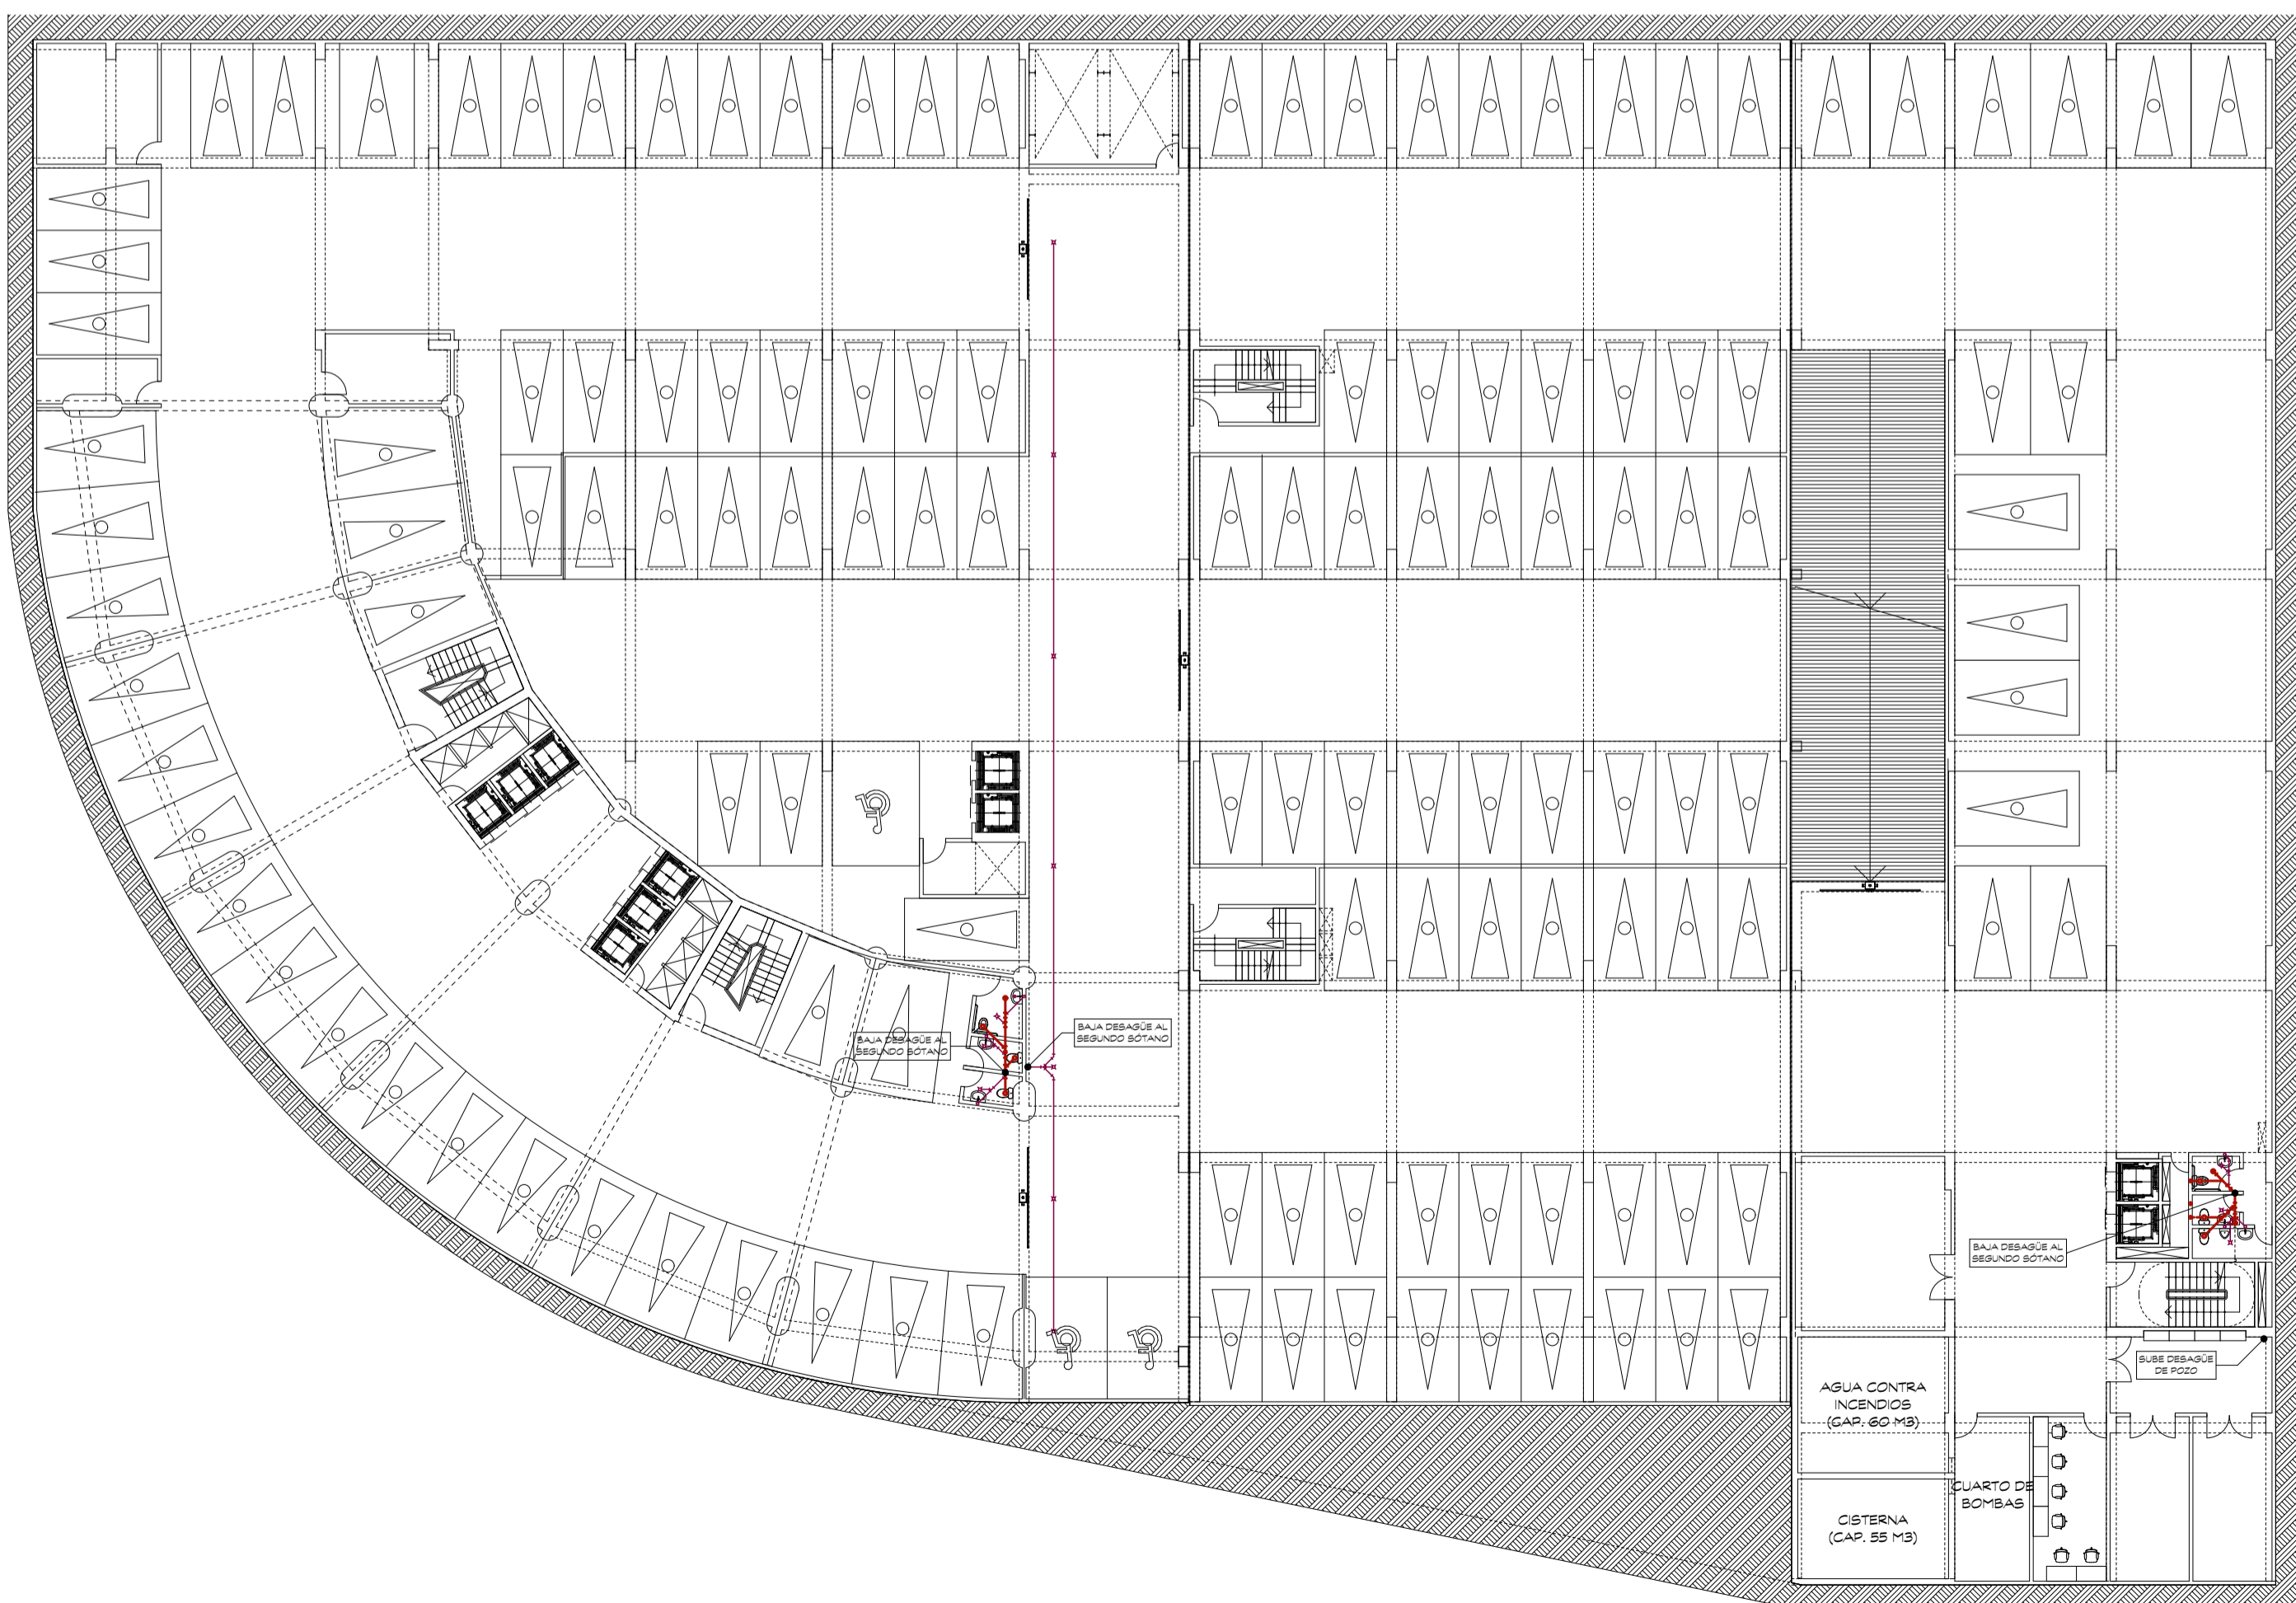 BAJA DESAGÜE AL
SEGUNDO SÓTANO
BAJA DESAGÜE AL
SEGUNDO SÓTANO
BAJA DESAGÜE AL
SEGUNDO SÓTANO
SUBE DESAGÜE
DE POZO
AGUA CONTRA
INCENDIOS
(CAP. 60 M3)
CUARTO DE
BOMBAS
CISTERNA
(CAP. 55 M3)